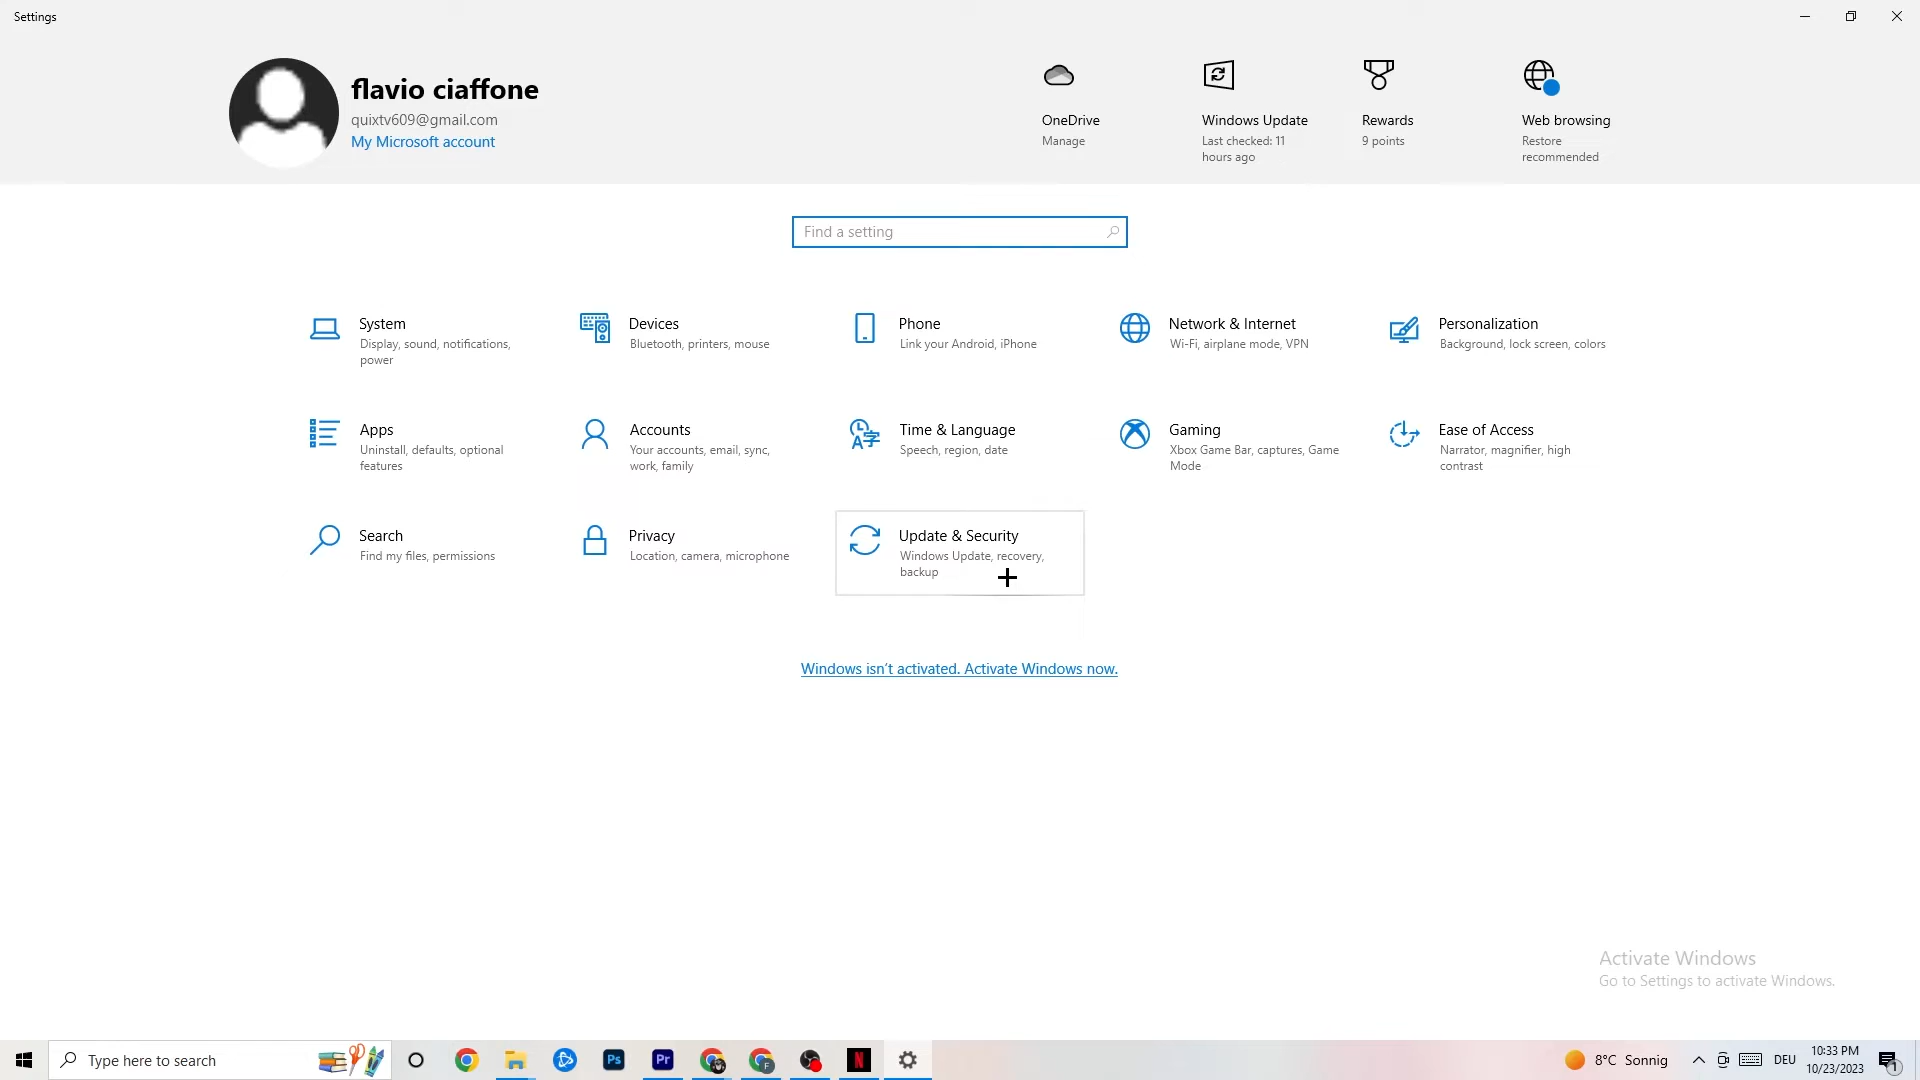 Settings
flavio ciaffone
quixtv609@gmail.com
My Microsoft account
OneDrive
Manage
Windows Update
Last checked: 11
hours ago
Rewards
9 points
Web browsing
Restore
recommended
Find a setting
System
Display, sound, notifications,
power
Devices
Bluetooth, printers, mouse
Phone
Link your Android, iPhone
Network & Internet
Wi-Fi, airplane mode, VPN
Personalization
Background, lock screen, colors
Apps
Uninstall, defaults, optional
features
Accounts
Your accounts, email, sync,
work, family
Time & Language
Speech, region, date
Gaming
Xbox Game Bar, captures, Game
Mode
Ease of Access
Narrator, magnifier, high
contrast
Search
Find my files, permissions
Privacy
Location, camera, microphone
Update & Security
Windows Update, recovery,
backup
Windows isn't activated. Activate Windows now.
Activate Windows
Go to Settings to activate Windows.
Type here to search
Ps
Pr
F
N
8°C Sonnig
DEU
10:33 PM
10/23/2023
1